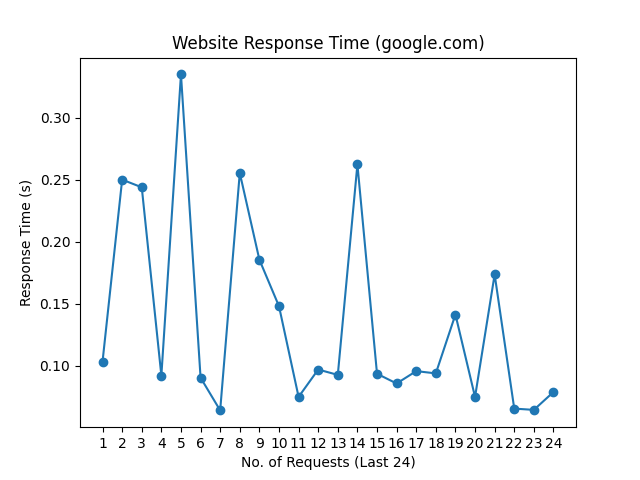 Website Response Time (google.com)
Response Time (s)
0.30
0.25
0.20
0.15
0.10
1 2 3 4 5 6 7 8 9 10 11 12 13 14 15 16 17 18 19 20 21 22 23 24
No. of Requests (Last 24)